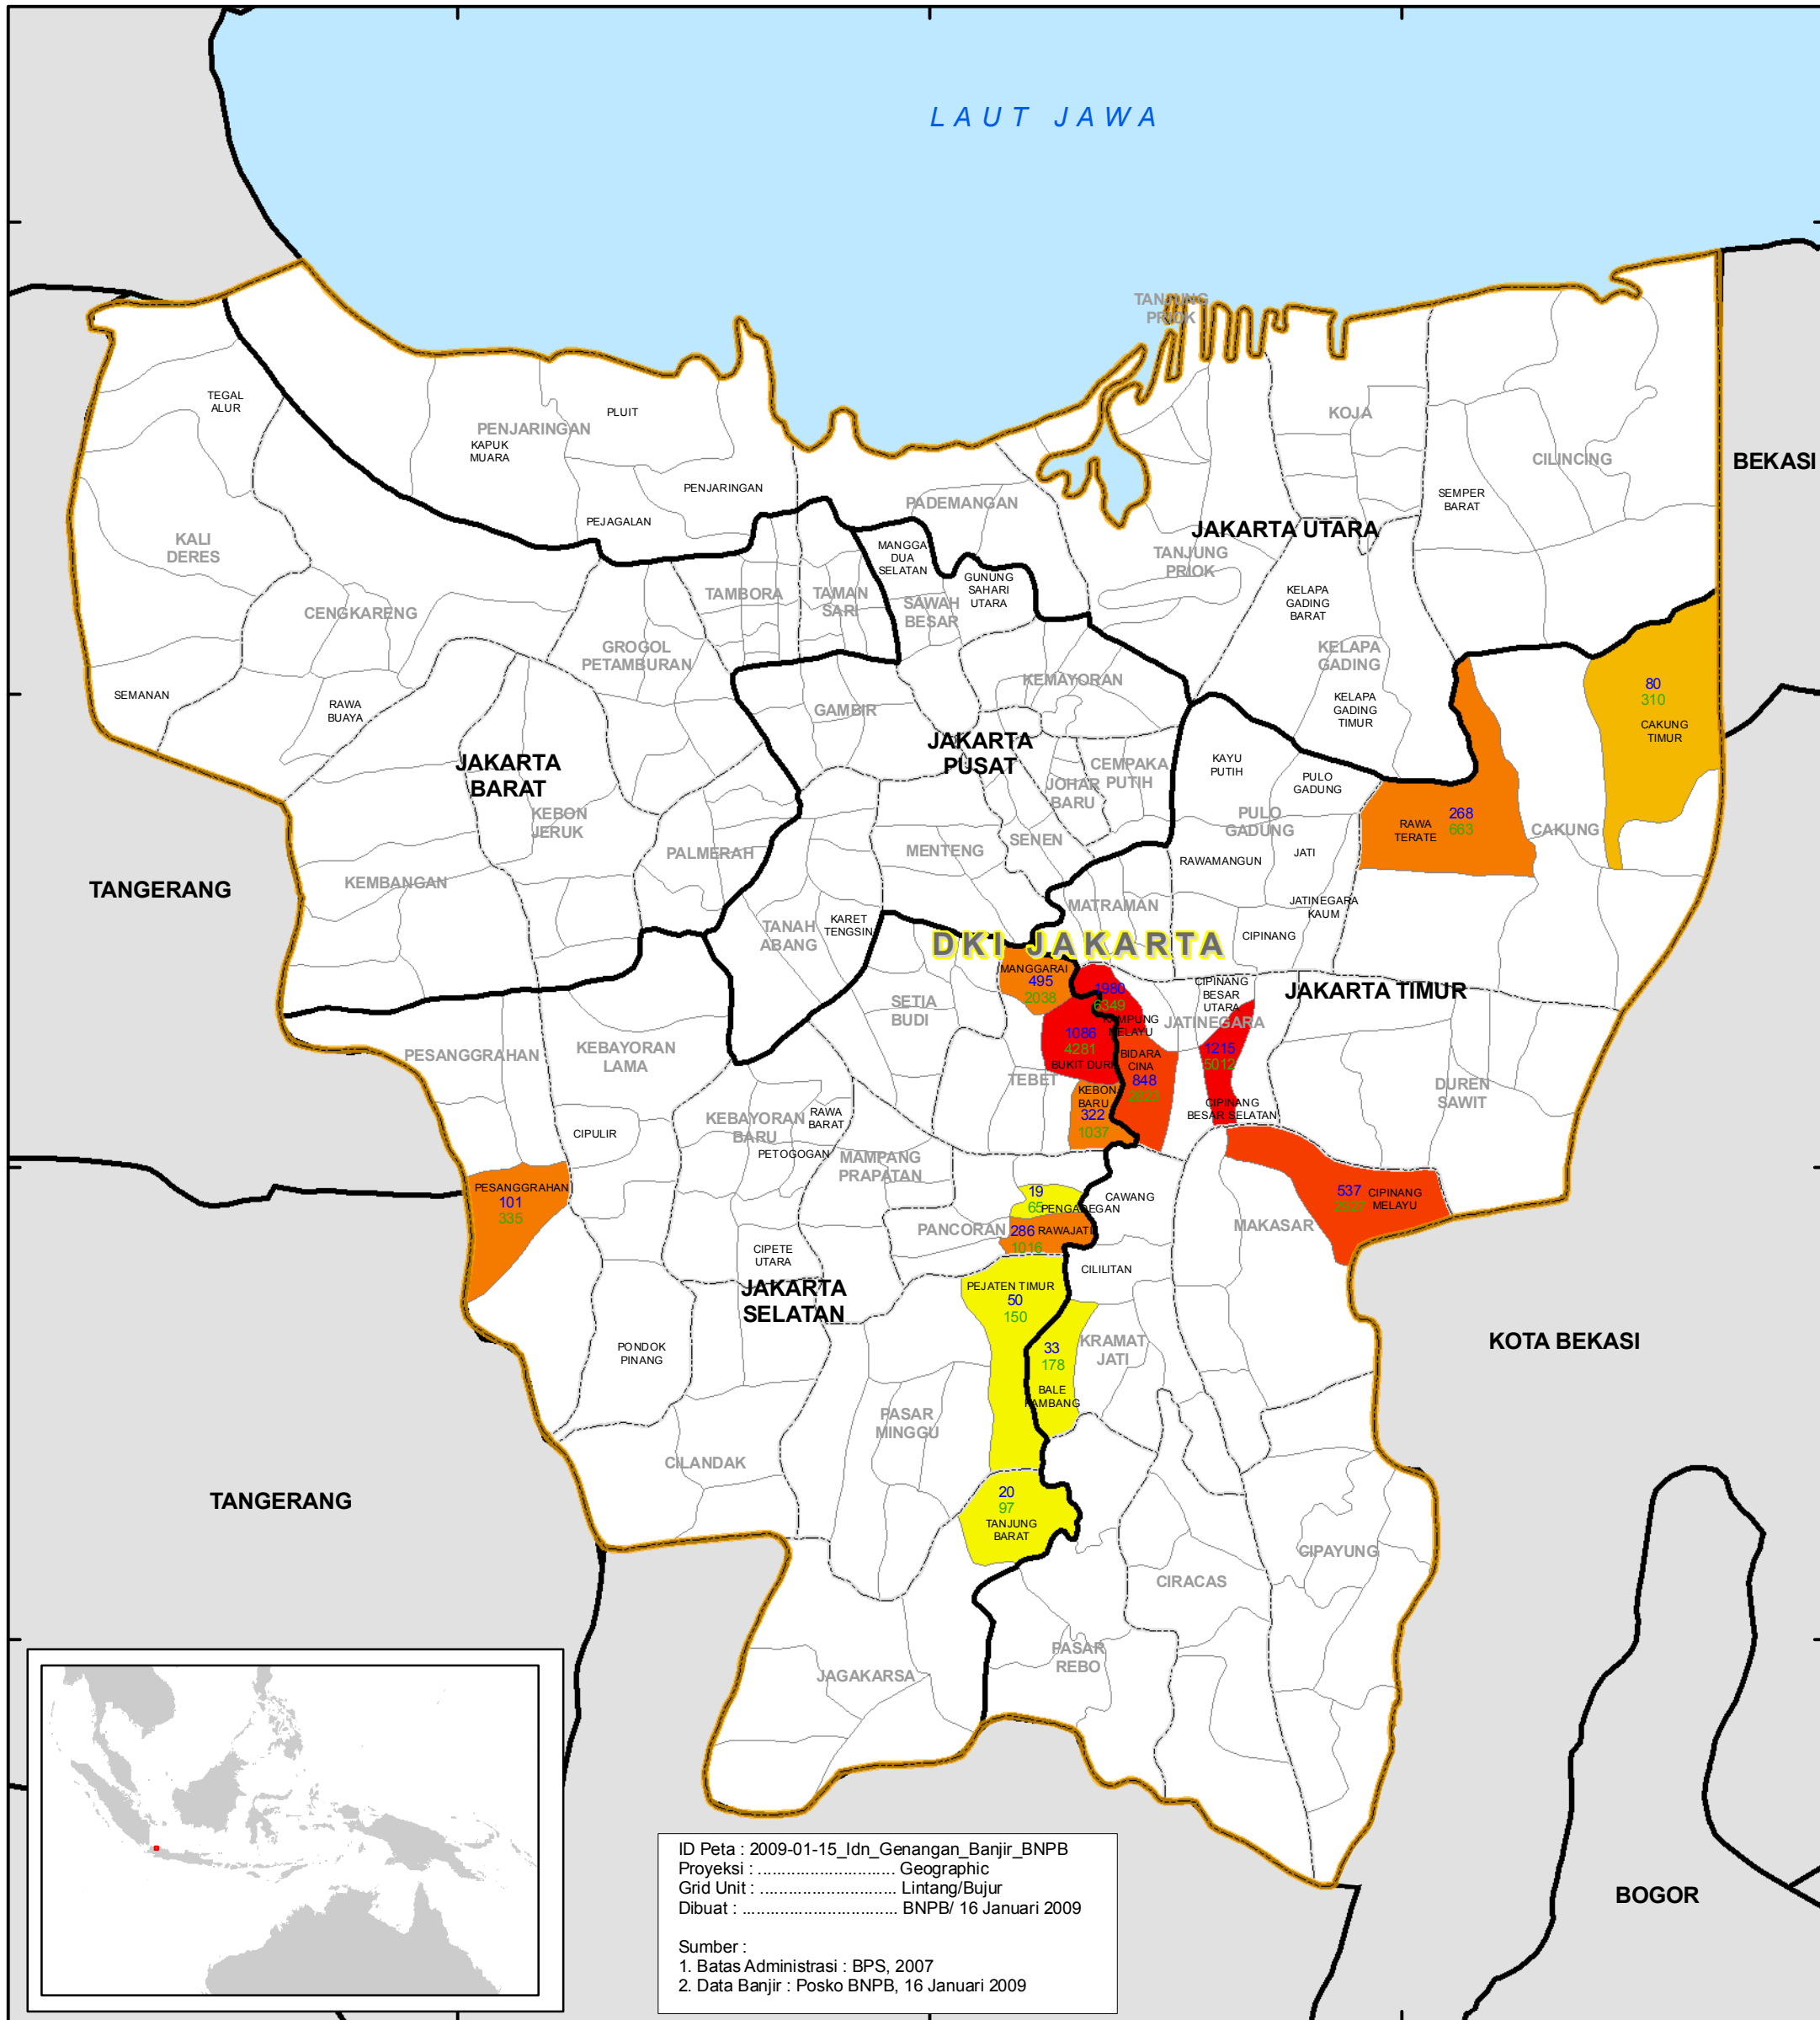 LAUT JAWA
TANJUNG
PRIOK
TEGAL
ALUR
PLUIT
PENJARINGAN
KAPUK
MUARA
KOJA
CILINCING
BEKASI
PENJARINGAN
SEMPER
BARAT
PADEMANGAN
PEJAGALAN
JAKARTA UTARA
KALI
DERES
MANGGA
DUA
SELATAN
TANJUNG
PRIOK
GUNUNG
SAHARI
UTARA
KELAPA
GADING
BARAT
CENGKARENG
TAMBORA
TAMAN
SARI
SAWAH
BESAR
GROGOL
PETAMBURAN
KELAPA
GADING
KEMAYORAN
SEMANAN
RAWA
BUAYA
GAMBIR
KELAPA
GADING
TIMUR
80
310
CAKUNG
TIMUR
JAKARTA
BARAT
JAKARTA
PUSAT
CEMPAKA
PUTIH
KAYU
PUTIH
PULO
GADUNG
JOHAR
BARU
KEBON
JERUK
PULO
GADUNG
268
663
RAWA
TERATE
CAKUNG
SENEN
MENTENG
PALMERAH
RAWAMANGUN
JATI
TANGERANG
KEMBANGAN
MATRAMAN
JATINEGARA
KAUM
TANAH
ABANG
KARET
TENGSIN
CIPINANG
DKI JAKARTA
MANGGARAI
495
2038
1980
6349
KAMPUNG
MELAYU
CIPINANG
BESAR
UTARA
JAKARTA TIMUR
SETIA
BUDI
JATINEGARA
1086
4281
BUKIT DURI
BIDARA
CINA
848
2823
1215
5012
PESANGGRAHAN
KEBAYORAN
LAMA
TEBET
KEBON
BARU
322
1037
CIPINANG
BESAR SELATAN
DUREN
SAWIT
KEBAYORAN
BARU
RAWA
BARAT
CIPULIR
PETOGOGAN
MAMPANG
PRAPATAN
PESANGGRAHAN
101
335
19
65
PENGADEGAN
CAWANG
537
2927
CIPINANG
MELAYU
PANCORAN
286
RAWAJATI
1016
MAKASAR
CIPETE
UTARA
CILILITAN
JAKARTA
SELATAN
PEJATEN TIMUR
50
150
PONDOK
PINANG
33
178
BALE
KAMBANG
KRAMAT
JATI
KOTA BEKASI
PASAR
MINGGU
CILANDAK
TANGERANG
20
97
TANJUNG
BARAT
CIPAYUNG
CIRACAS
PASAR
REBO
JAGAKARSA
BOGOR
ID Peta : 2009-01-15_Idn_Genangan_Banjir_BNPB
Proyeksi : ............................. Geographic
Grid Unit : ............................. Lintang/Bujur
Dibuat : ................................. BNPB/ 16 Januari 2009
Sumber :
1. Batas Administrasi : BPS, 2007
2. Data Banjir : Posko BNPB, 16 Januari 2009